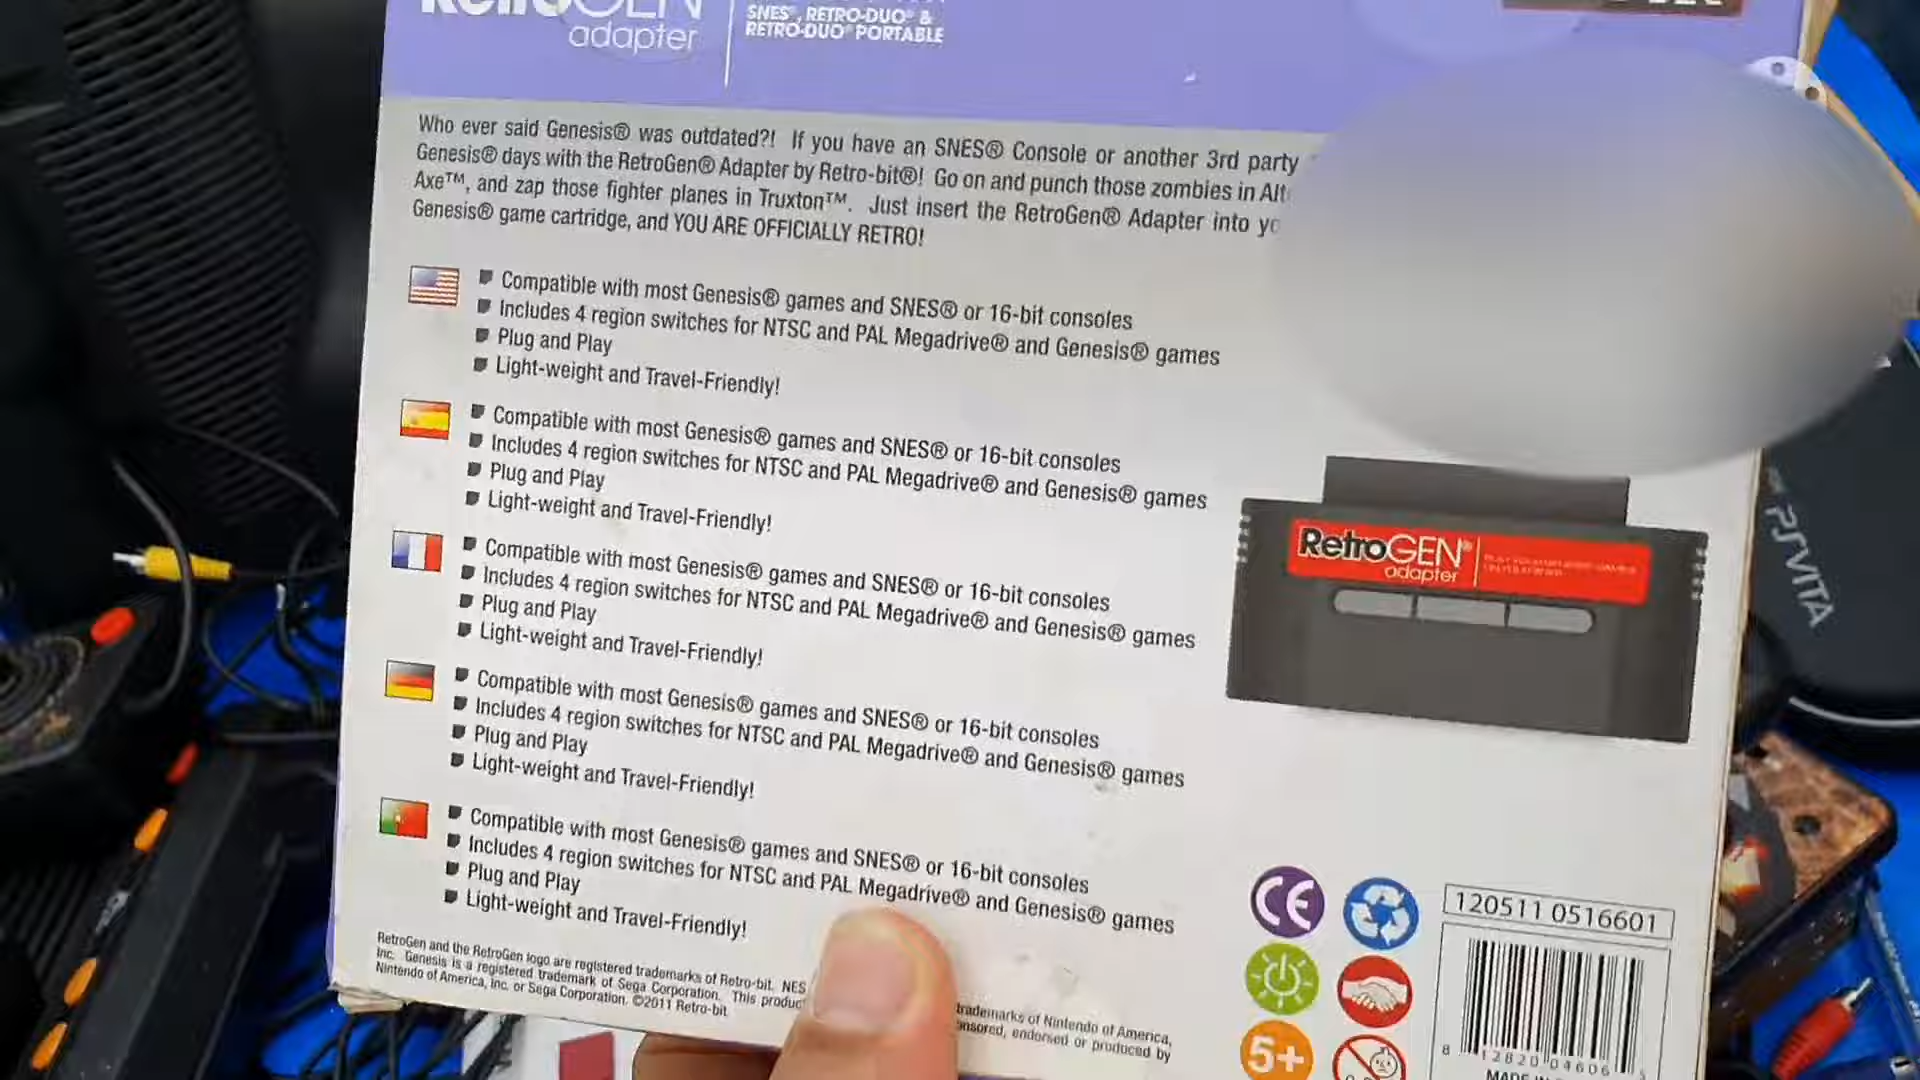 RetroGEN
adapter
SNES®, RETRO-DUO® &
RETRO-DUO® PORTABLE
Who ever said Genesis® was outdated?! If you have an SNES® Console or another 3rd party
Genesis® days with the RetroGen® Adapter by Retro-bit®! Go on and punch those zombies in Alt
Axe™, and zap those fighter planes in Truxton™. Just insert the RetroGen® Adapter into yo
Genesis® game cartridge, and YOU ARE OFFICIALLY RETRO!
Compatible with most Genesis® games and SNES® or 16-bit consoles
Includes 4 region switches for NTSC and PAL Megadrive® and Genesis® games
Plug and Play
Light-weight and Travel-Friendly!
Compatible with most Genesis® games and SNES® or 16-bit consoles
Includes 4 region switches for NTSC and PAL Megadrive® and Genesis® games
Plug and Play
Light-weight and Travel-Friendly!
Compatible with most Genesis® games and SNES® or 16-bit consoles
Includes 4 region switches for NTSC and PAL Megadrive® and Genesis® games
Plug and Play
Light-weight and Travel-Friendly!
Compatible with most Genesis® games and SNES® or 16-bit consoles
Includes 4 region switches for NTSC and PAL Megadrive® and Genesis® games
Plug and Play
Light-weight and Travel-Friendly!
Compatible with most Genesis® games and SNES® or 16-bit consoles
Includes 4 region switches for NTSC and PAL Megadrive® and Genesis® games
Plug and Play
Light-weight and Travel-Friendly!
RetroGen and the RetroGen logo are registered trademarks of Retro-bit. NES trademarks of Nintendo of America,
Inc. Genesis is a registered trademark of Sega Corporation. This produc onsored, endorsed or produced by
Nintendo of America, Inc. or Sega Corporation. ©2011 Retro-bit.
RetroGEN®
adapter
PSVITA
CE
5+
120511 0516601
8 12820 04606 5
MADE IN